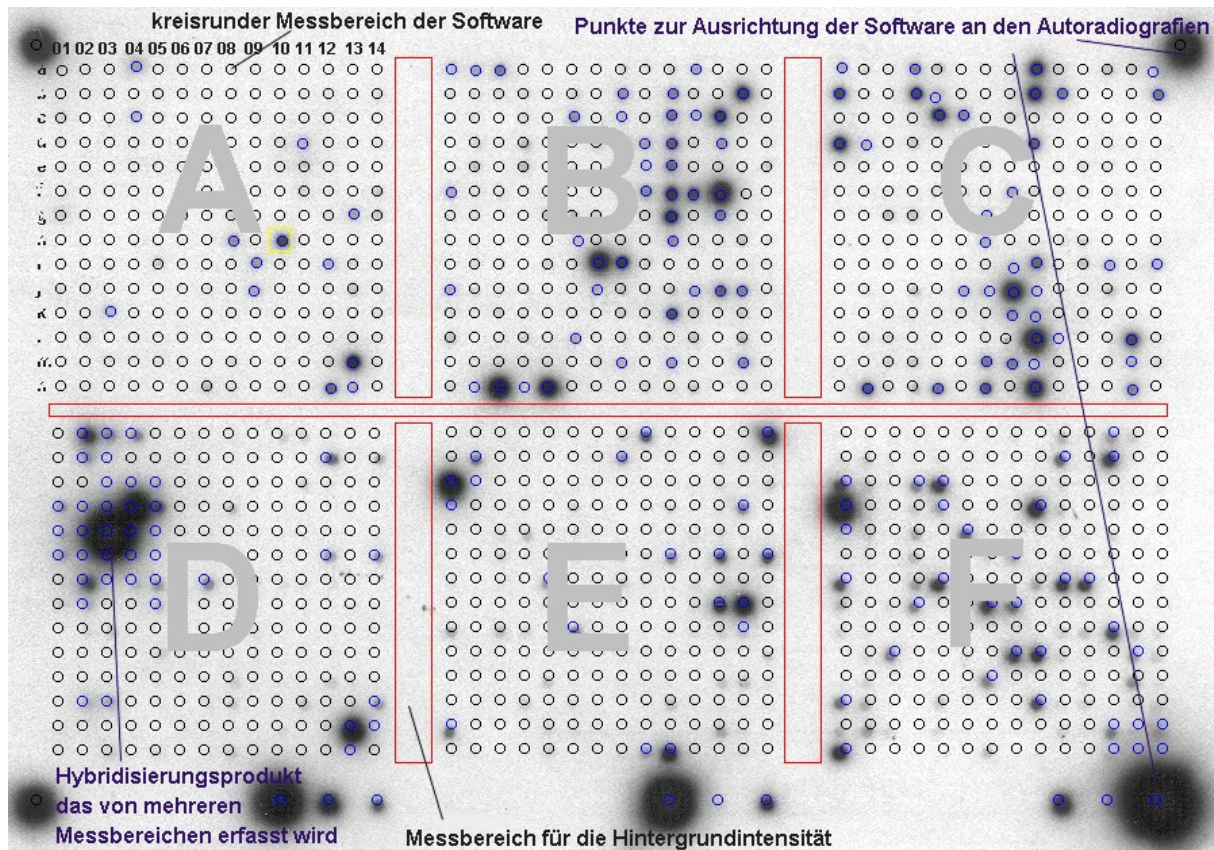 kreisrunder Messbereich der Software
Punkte zur Ausrichtung der Software an den Autoradiografien
01 02 03 04 05 06 07 08 09 10 11 12 13 14
A
B
C
D
E
F
Hybridisierungsprodukt
das von mehreren
Messbereichen erfasst wird
Messbereich für die Hintergrundintensität